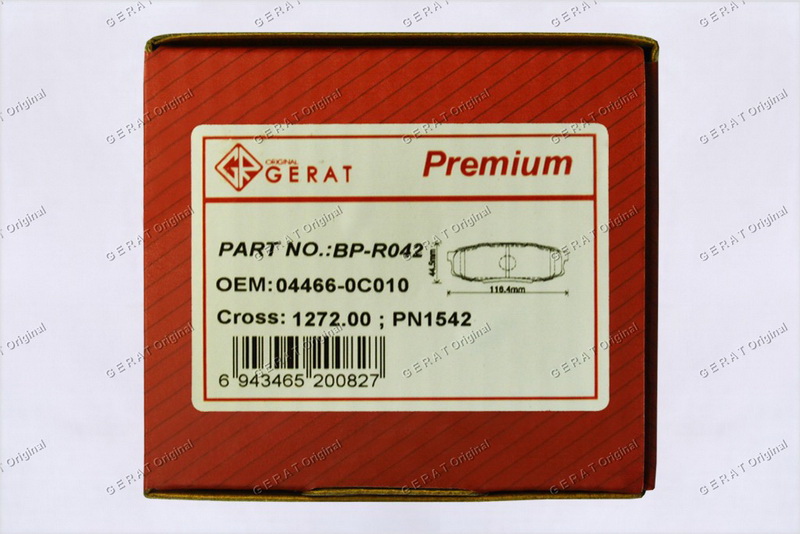 ORIGINAL
GERAT
Premium
PART NO.:BP-R042
44.5mm
116.4mm
OEM:04466-0C010
Cross: 1272.00 ; PN1542
6 943465 200827
GERAT Original